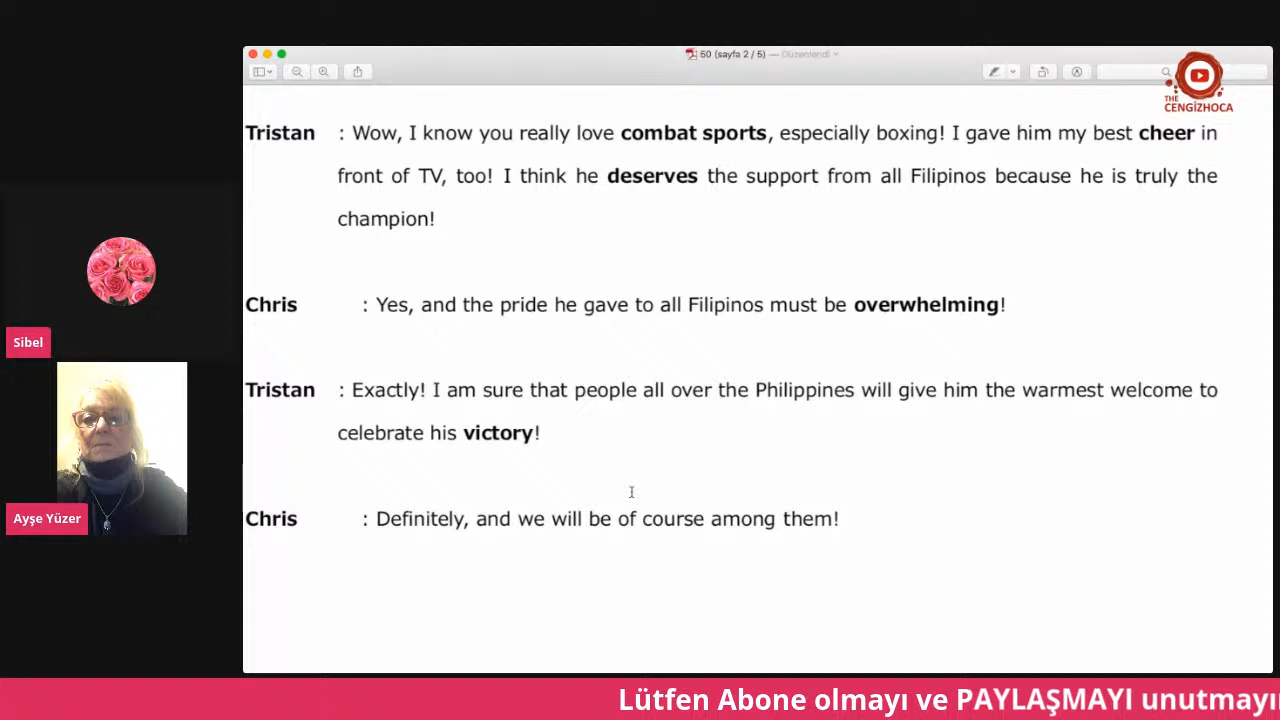 50 (sayfa 2 / 5) — Düzenlendi
THE
CENGİZHOCA
Tristan : Wow, I know you really love combat sports, especially boxing! I gave him my best cheer in
front of TV, too! I think he deserves the support from all Filipinos because he is truly the
champion!
Chris : Yes, and the pride he gave to all Filipinos must be overwhelming!
Tristan : Exactly! I am sure that people all over the Philippines will give him the warmest welcome to
celebrate his victory!
Chris : Definitely, and we will be of course among them!
Sibel
Ayşe Yüzer
Lütfen Abone olmayı ve PAYLAŞMAYI unutmayı